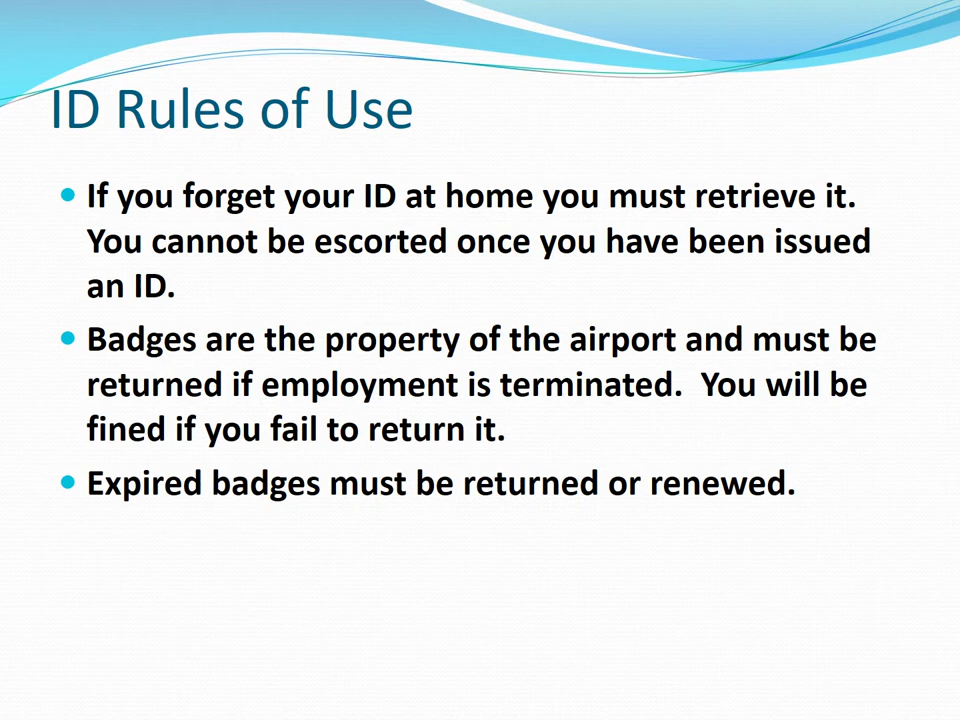 ID Rules of Use
If you forget your ID at home you must retrieve it.
You cannot be escorted once you have been issued
an ID.
Badges are the property of the airport and must be
returned if employment is terminated.  You will be
fined if you fail to return it.
Expired badges must be returned or renewed.